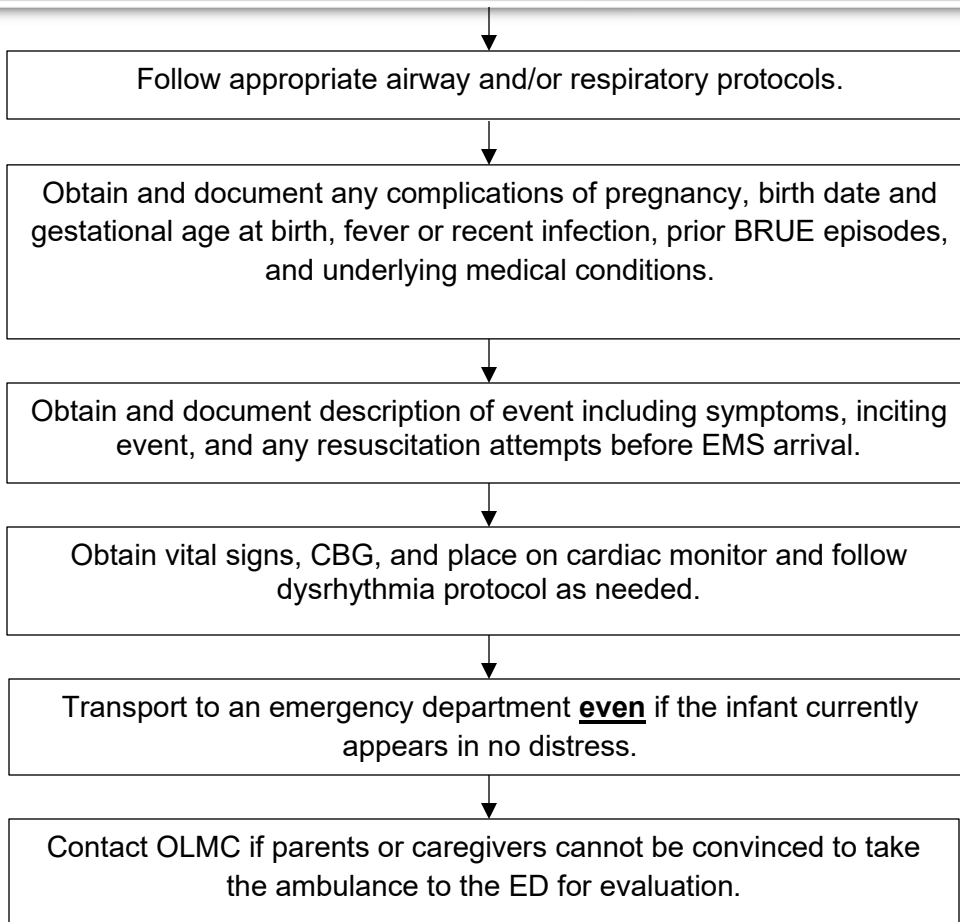 Follow appropriate airway and/or respiratory protocols.
Obtain and document any complications of pregnancy, birth date and
gestational age at birth, fever or recent infection, prior BRUE episodes,
and underlying medical conditions.
Obtain and document description of event including symptoms, inciting
event, and any resuscitation attempts before EMS arrival.
Obtain vital signs, CBG, and place on cardiac monitor and follow
dysrhythmia protocol as needed.
Transport to an emergency department even if the infant currently
appears in no distress.
Contact OLMC if parents or caregivers cannot be convinced to take
the ambulance to the ED for evaluation.